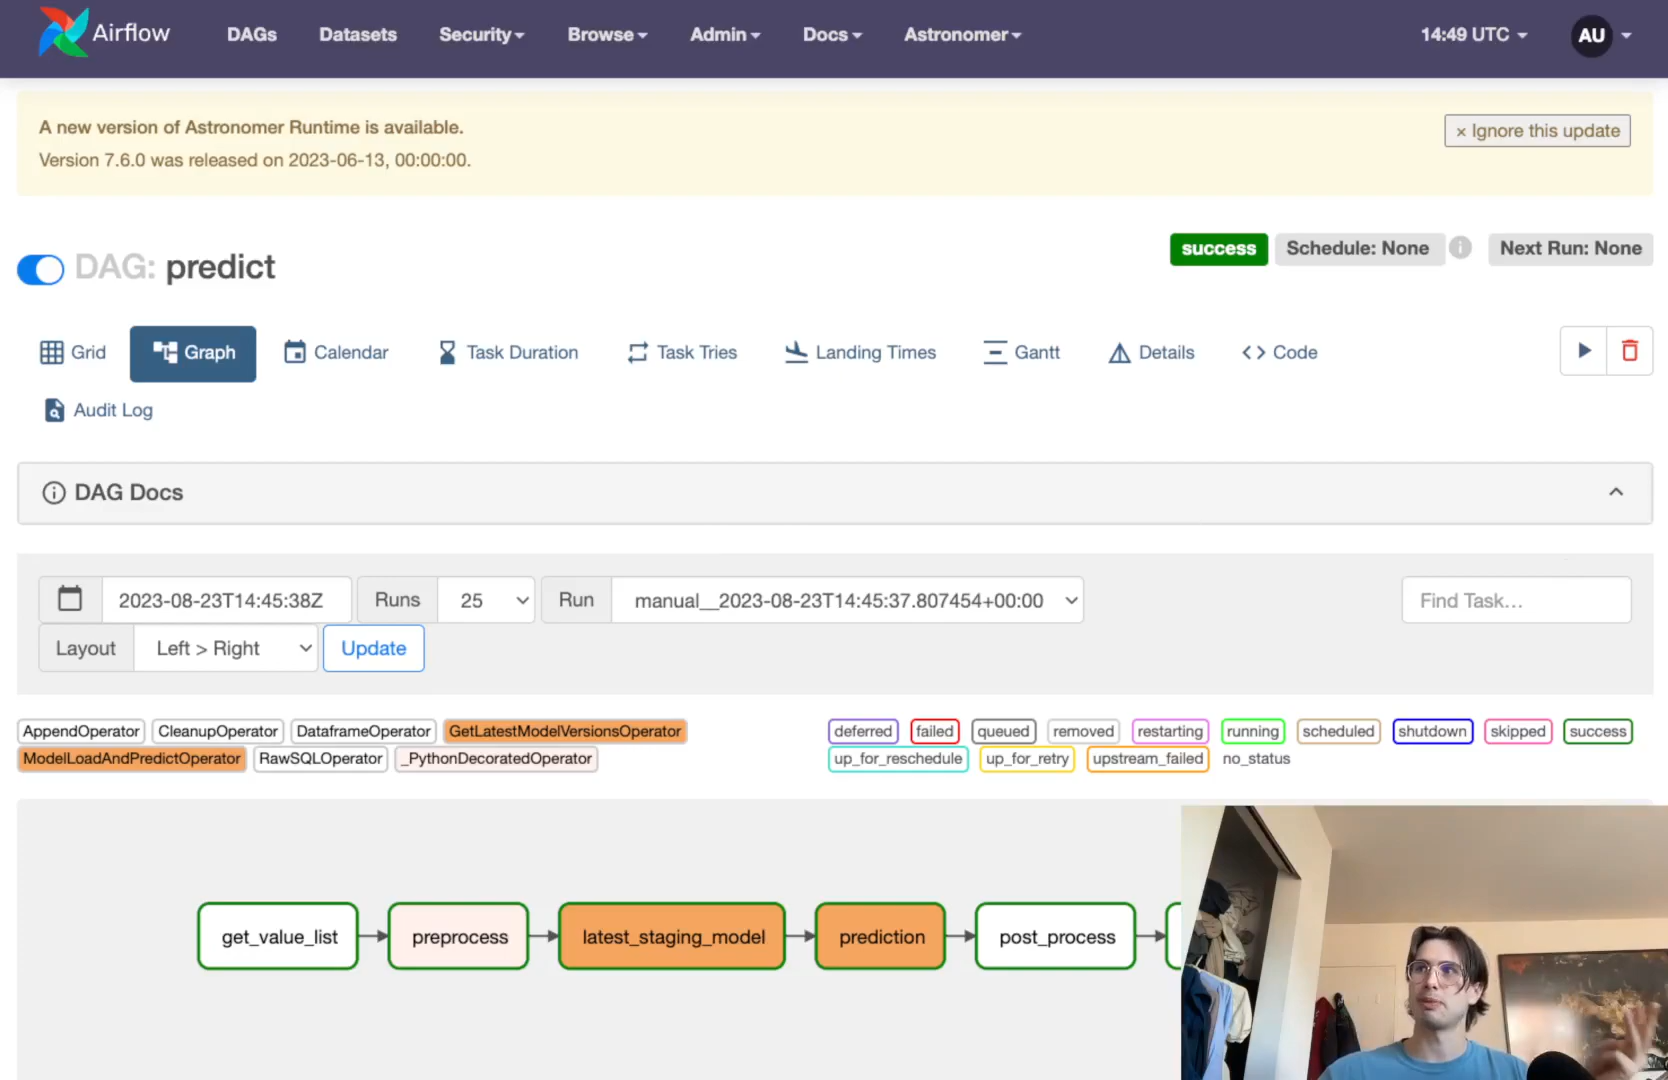 Airflow DAGs Datasets Security Browse Admin Docs Astronomer 14:49 UTC AU
A new version of Astronomer Runtime is available.
Version 7.6.0 was released on 2023-06-13, 00:00:00.
× Ignore this update
DAG: predict
success Schedule: None i Next Run: None
Grid Graph Calendar Task Duration Task Tries Landing Times Gantt Details Code
Audit Log
DAG Docs
2023-08-23T14:45:38Z Runs 25 Run manual__2023-08-23T14:45:37.807454+00:00 Find Task...
Layout Left > Right Update
AppendOperator CleanupOperator DataframeOperator GetLatestModelVersionsOperator
ModelLoadAndPredictOperator RawSQLOperator _PythonDecoratedOperator
deferred failed queued removed restarting running scheduled shutdown skipped success
up_for_reschedule up_for_retry upstream_failed no_status
get_value_list preprocess latest_staging_model prediction post_process